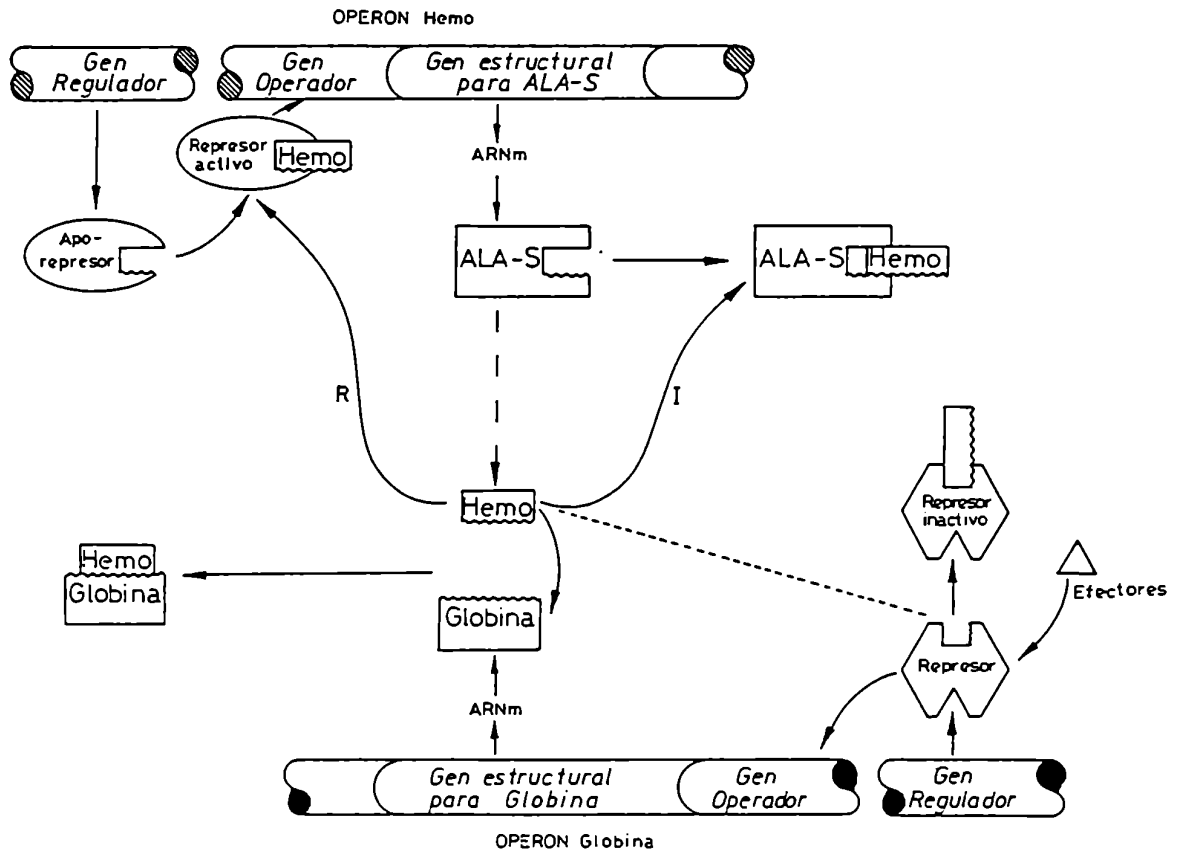 OPERON Hemo
Gen
Regulador
Gen
Operador
Gen estructural
para ALA-S
Represor
activo
Hemo
ARNm
Apo-
represor
ALA-S
ALA-S
Hemo
R
I
Hemo
Represor
inactivo
Hemo
Globina
Efectores
Globina
Represor
ARNm
Gen estructural
para Globina
Gen
Operador
Gen
Regulador
OPERON Globina